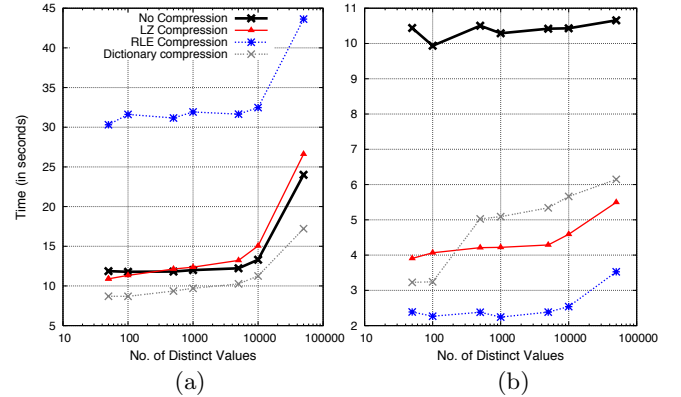 45
40
35
30
25
20
15
10
5
Time (in seconds)
No Compression
LZ Compression
RLE Compression
Dictionary compression
10 100 1000 10000 100000
No. of Distinct Values
(a)
11
10
9
8
7
6
5
4
3
2
10 100 1000 10000 100000
No. of Distinct Values
(b)